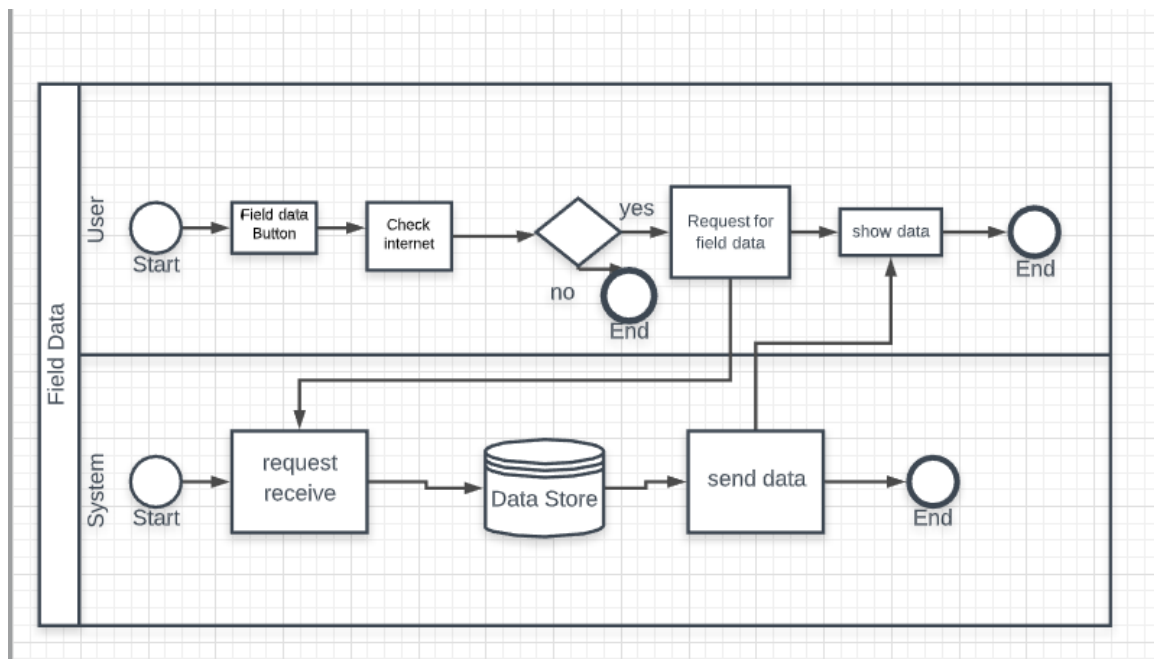 Field Data
User
Start
Field data
Button
Check
internet
yes
no
End
Request for
field data
show data
End
System
Start
request
receive
Data Store
send data
End